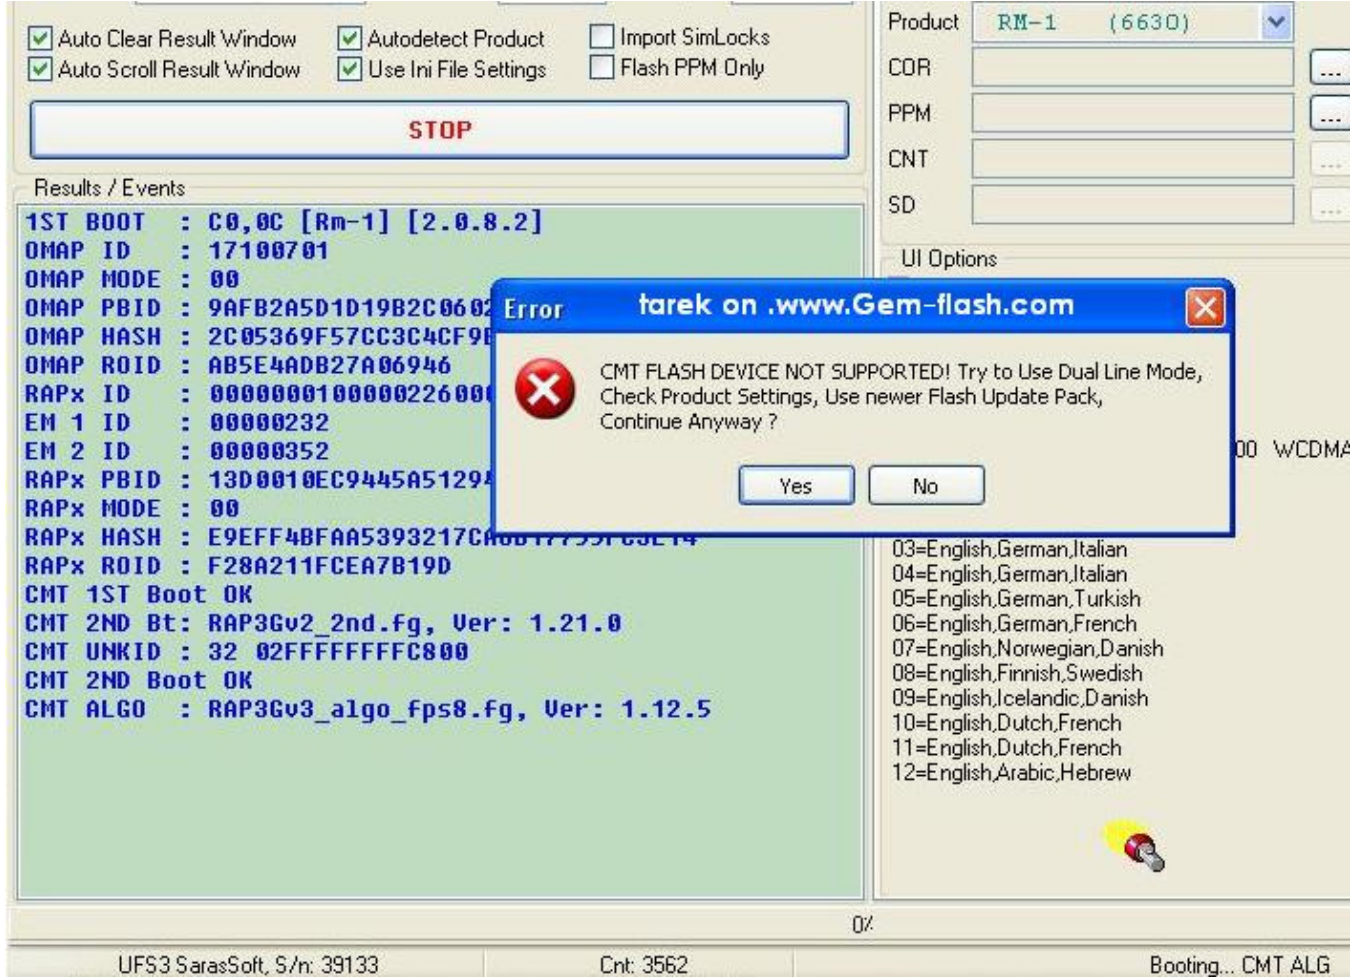 Auto Clear Result Window
Autodetect Product
Import SimLocks
Auto Scroll Result Window
Use Ini File Settings
Flash PPM Only
STOP
Results / Events
1ST BOOT : C0,0C [Rm-1] [2.0.8.2]
OMAP ID : 17100701
OMAP MODE : 00
OMAP PBID : 9AFB2A5D1D19B2C0602
OMAP HASH : 2C05369F57CC3C4CF9E
OMAP ROID : AB5E4ADB27A06946
RAPx ID : 000000010000022600
EM 1 ID : 00000232
EM 2 ID : 00000352
RAPx PBID : 13D0010EC9445A5129
RAPx MODE : 00
RAPx HASH :
RAPx ROID : F28A211FCEA7B19D
CMT 1ST Boot OK
CMT 2ND Bt: RAP3Gv2_2nd.fg, Ver: 1.21.0
CMT UNKID : 32 02FFFFFFFFC800
CMT 2ND Boot OK
CMT ALGO : RAP3Gv3_algo_fps8.fg, Ver: 1.12.5
Product RM-1 (6630)
COR ...
PPM ...
CNT ...
SD ...
UI Options
Error tarek on .www.Gem-flash.com
CMT FLASH DEVICE NOT SUPPORTED! Try to Use Dual Line Mode,
Check Product Settings, Use newer Flash Update Pack,
Continue Anyway ?
Yes No
00 WCDMA
03=English,German,Italian
04=English,German,Italian
05=English,German,Turkish
06=English,German,French
07=English,Norwegian,Danish
08=English,Finnish,Swedish
09=English,Icelandic,Danish
10=English,Dutch,French
11=English,Dutch,French
12=English,Arabic,Hebrew
0%
UFS3 SarasSoft, S/n: 39133
Cnt: 3562
Booting... CMT ALG